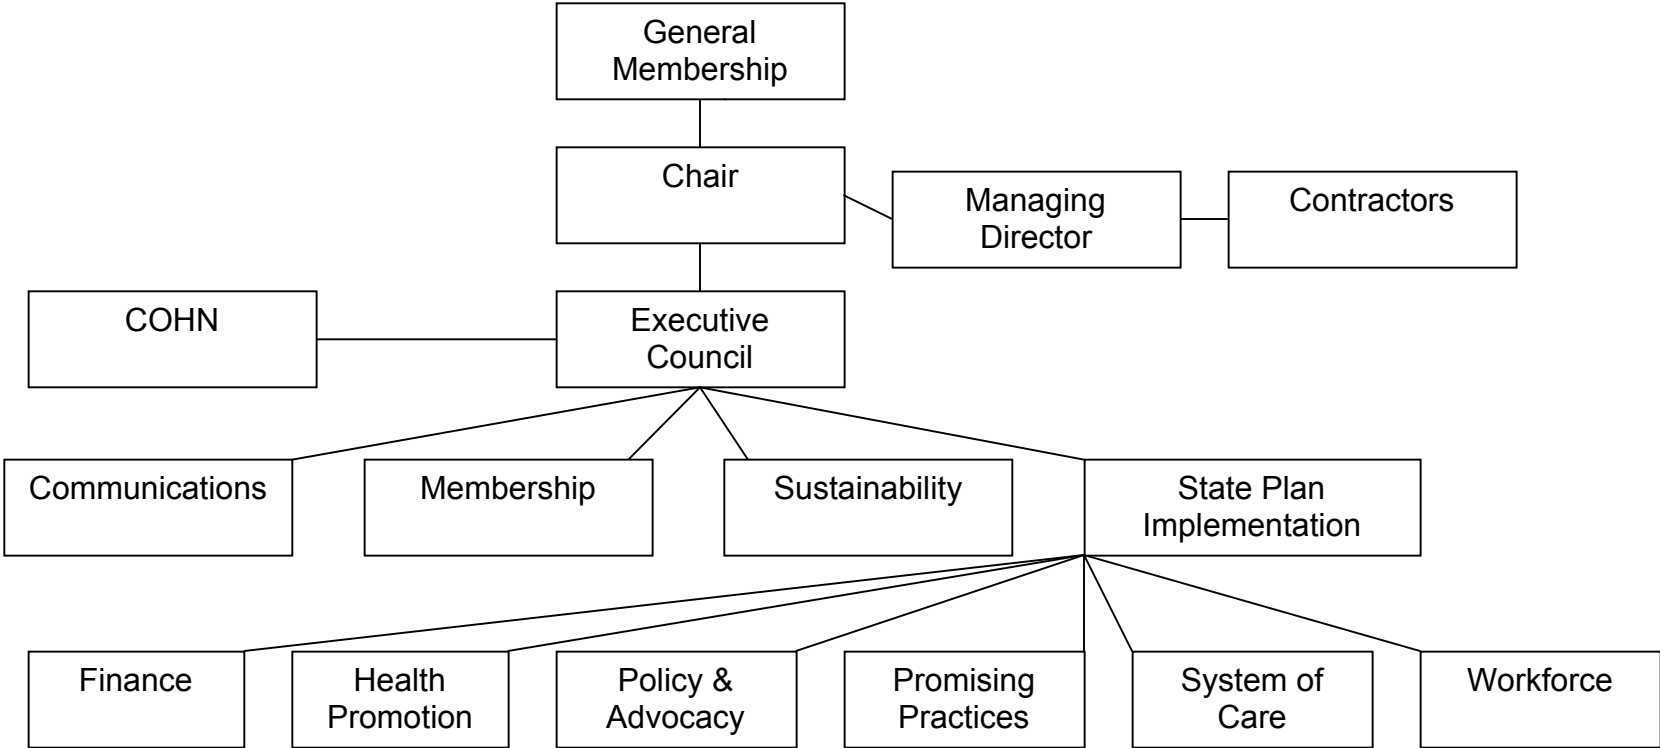 General
Membership
Chair
Managing
Director
Contractors
COHN
Executive
Council
Communications
Membership
Sustainability
State Plan
Implementation
Finance
Health
Promotion
Policy &
Advocacy
Promising
Practices
System of
Care
Workforce